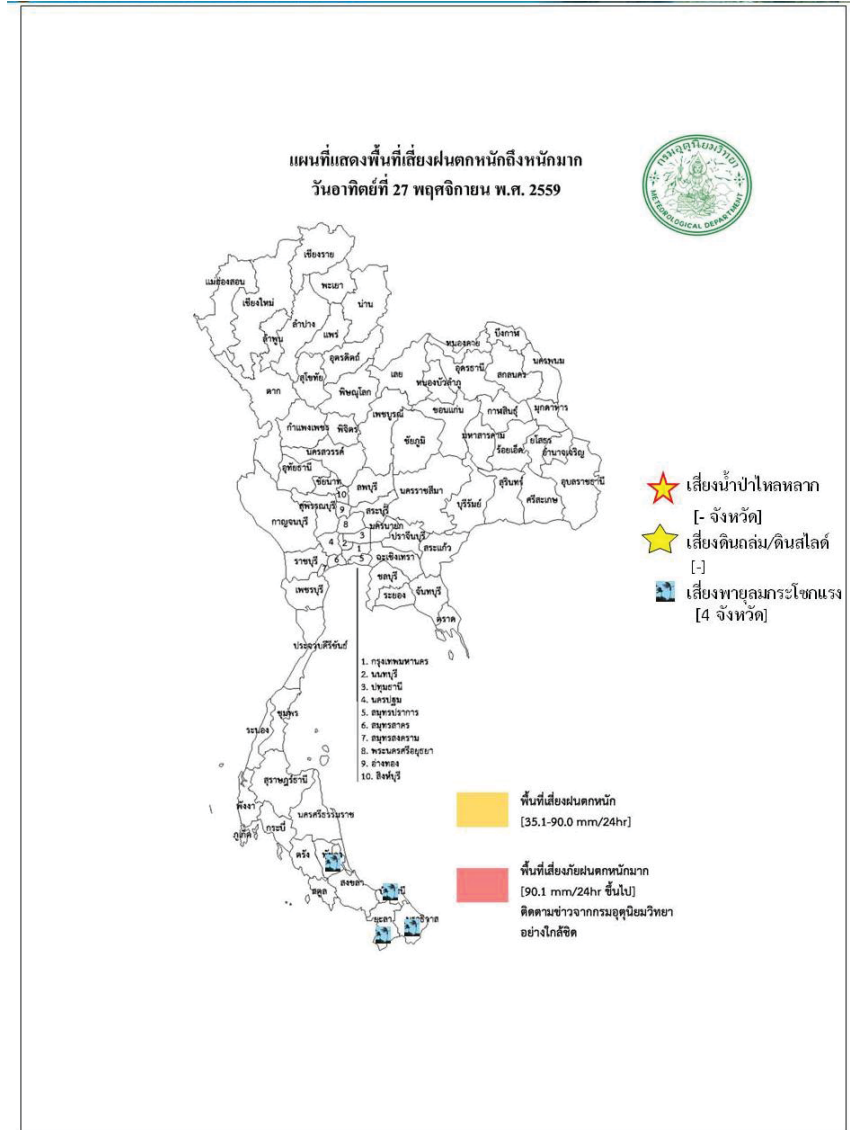 แผนที่แสดงพื้นที่เสี่ยงฝนตกหนักถึงหนักมาก
วันอาทิตย์ที่ 27 พฤศจิกายน พ.ศ. 2559
กรมอุตุนิยมวิทยา
METEOROLOGICAL DEPARTMENT
เชียงราย
แม่ฮ่องสอน
พะเยา
เชียงใหม่
น่าน
ลำปาง
แพร่
ลำพูน
อุตรดิตถ์
สุโขทัย
ตาก
พิษณุโลก
บึงกาฬ
หนองคาย
นครพนม
อุดรธานี
สกลนคร
เลย
หนองบัวลำภู
เพชรบูรณ์
ขอนแก่น
กาฬสินธุ์
มุกดาหาร
กำแพงเพชร
พิจิตร
ชัยภูมิ
มหาสารคาม
ร้อยเอ็ด
ยโสธร
อำนาจเจริญ
นครสวรรค์
อุทัยธานี
ชัยนาท
ลพบุรี
นครราชสีมา
บุรีรัมย์
สุรินทร์
ศรีสะเกษ
อุบลราชธานี
10
สุพรรณบุรี
9
สระบุรี
กาญจนบุรี
8
นครนายก
3
ปราจีนบุรี
4
2
1
สระแก้ว
ราชบุรี
6
5
ฉะเชิงเทรา
ชลบุรี
เพชรบุรี
ระยอง
จันทบุรี
ตราด
ประจวบคีรีขันธ์
1. กรุงเทพมหานคร
2. นนทบุรี
3. ปทุมธานี
4. นครปฐม
5. สมุทรปราการ
6. สมุทรสาคร
7. สมุทรสงคราม
8. พระนครศรีอยุธยา
9. อ่างทอง
10. สิงห์บุรี
ชุมพร
ระนอง
สุราษฎร์ธานี
พังงา
นครศรีธรรมราช
กระบี่
ภูเก็ต
ตรัง
สงขลา
สตูล
ยะลา
เสี่ยงน้ำป่าไหลหลาก
[- จังหวัด]
เสี่ยงดินถล่ม/ดินสไลด์
[-]
เสี่ยงพายุลมกระโชกแรง
[4 จังหวัด]
พื้นที่เสี่ยงฝนตกหนัก
[35.1-90.0 mm/24hr]
พื้นที่เสี่ยงภัยฝนตกหนักมาก
[90.1 mm/24hr ขึ้นไป]
ติดตามข่าวจากกรมอุตุนิยมวิทยา
อย่างใกล้ชิด